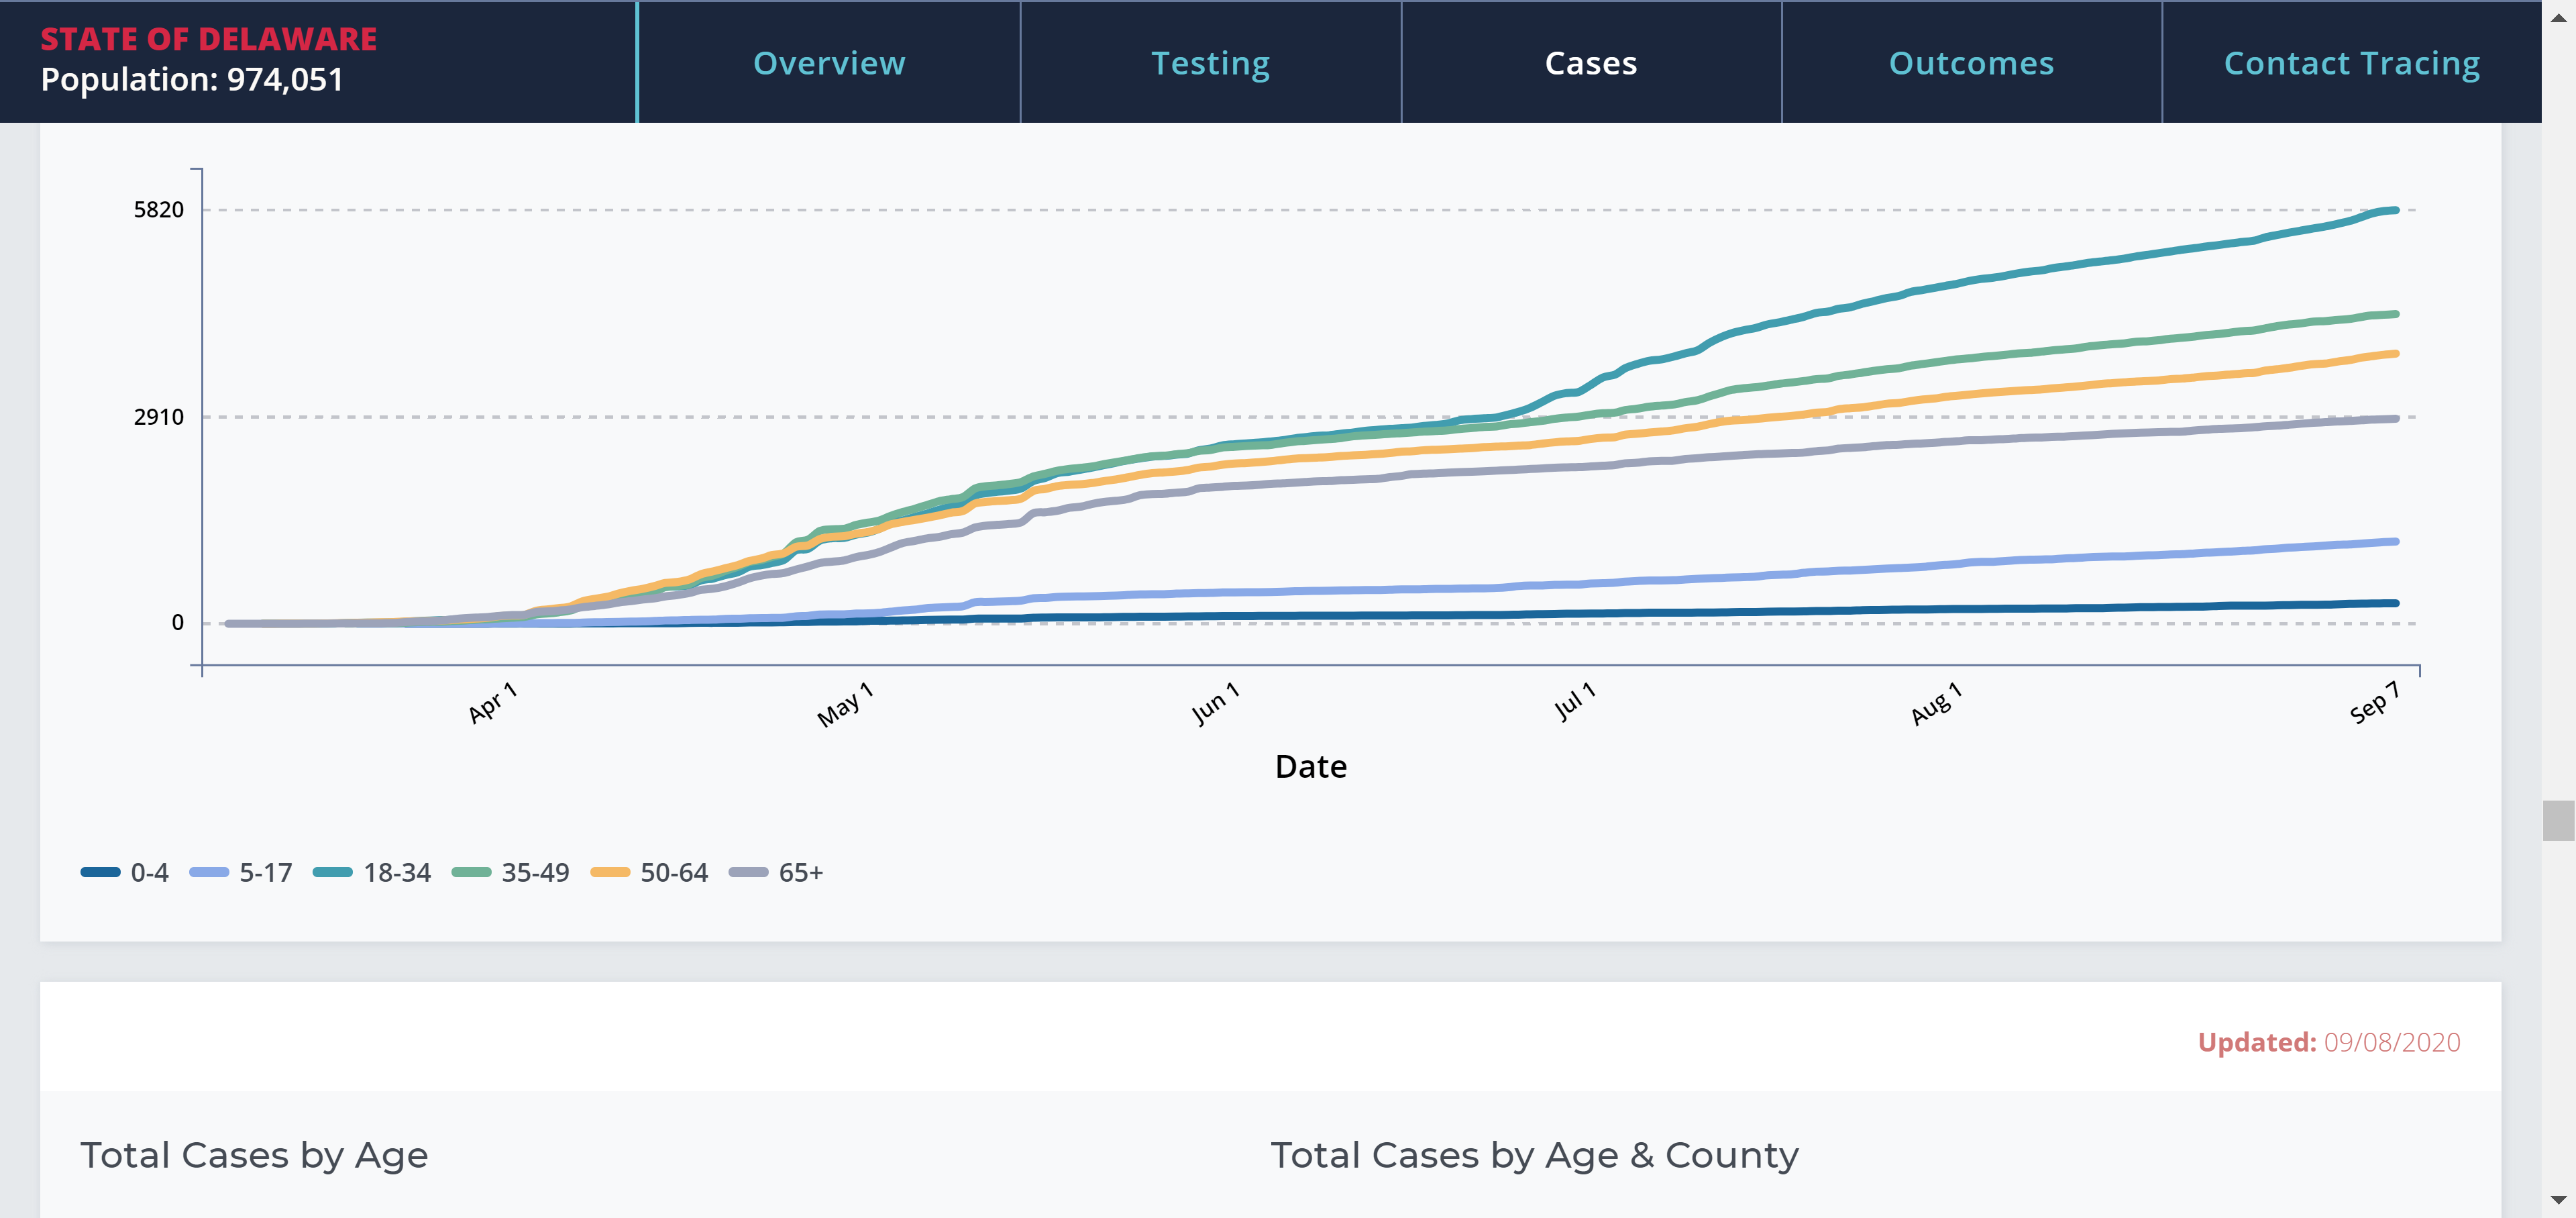 STATE OF DELAWARE
Population: 974,051
Overview
Testing
Cases
Outcomes
Contact Tracing
5820
2910
0
Apr 1
May 1
Jun 1
Jul 1
Aug 1
Sep 7
Date
0-4
5-17
18-34
35-49
50-64
65+
Updated: 09/08/2020
Total Cases by Age
Total Cases by Age & County